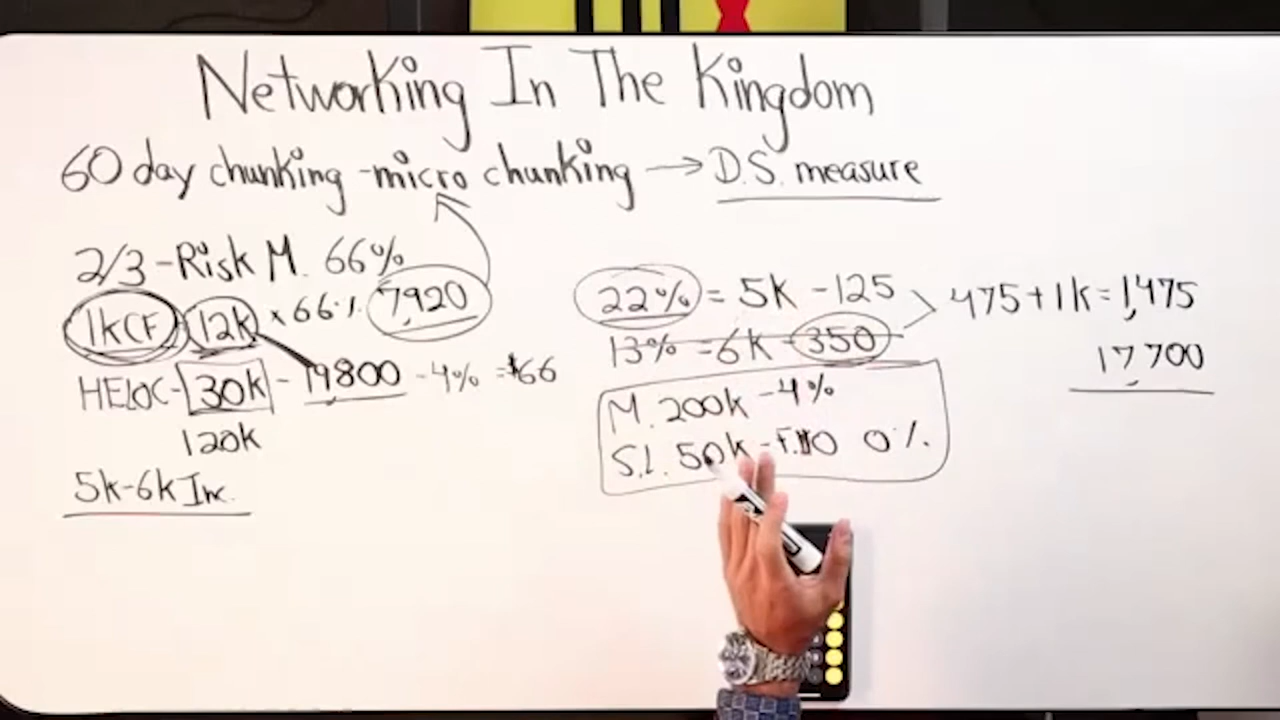 Networking In The Kingdom
60 day chunking - micro chunking → D.S. measure
2/3 - Risk M. 66%
1kCF 12k x 66% 7,920
HELOC - 30k - 19800 - 4% = $66
120k
5k-6k Inc.
22% = 5k - 125
13% = 6k - 350
475 + 1k = 1,475
17,700
M. 200k - 4%
S.L. 50k - 0%.